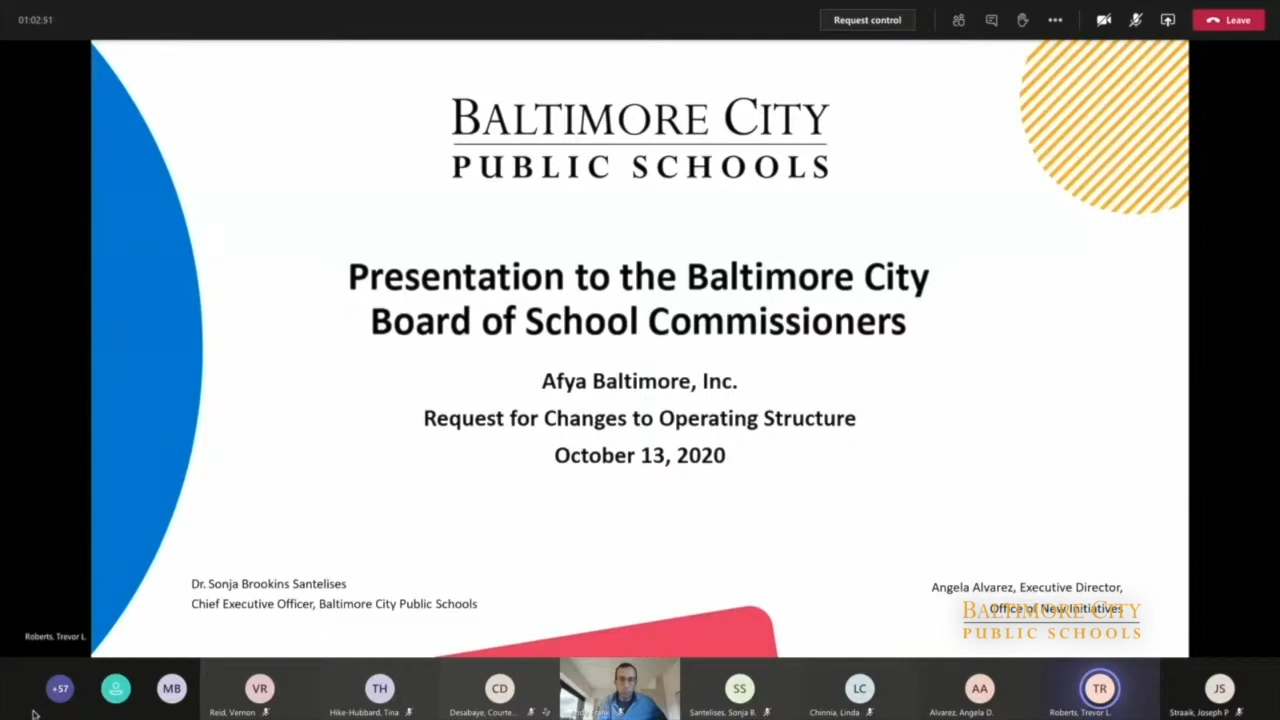 01:02:51
Request control
Leave
BALTIMORE CITY
PUBLIC SCHOOLS
Presentation to the Baltimore City
Board of School Commissioners
Afya Baltimore, Inc.
Request for Changes to Operating Structure
October 13, 2020
Dr. Sonja Brookins Santelises
Chief Executive Officer, Baltimore City Public Schools
Angela Alvarez, Executive Director,
Office of New Initiatives
BALTIMORE CITY
PUBLIC SCHOOLS
Roberts, Trevor L.
+57
MB
VR
TH
CD
SS
LC
AA
TR
JS
Reid, Vernon
Hike-Hubbard, Tina
Desabaye, Courte...
Santelises, Sonja B.
Chinnia, Linda
Alvarez, Angela D.
Roberts, Trevor L.
Straaik, Joseph P.